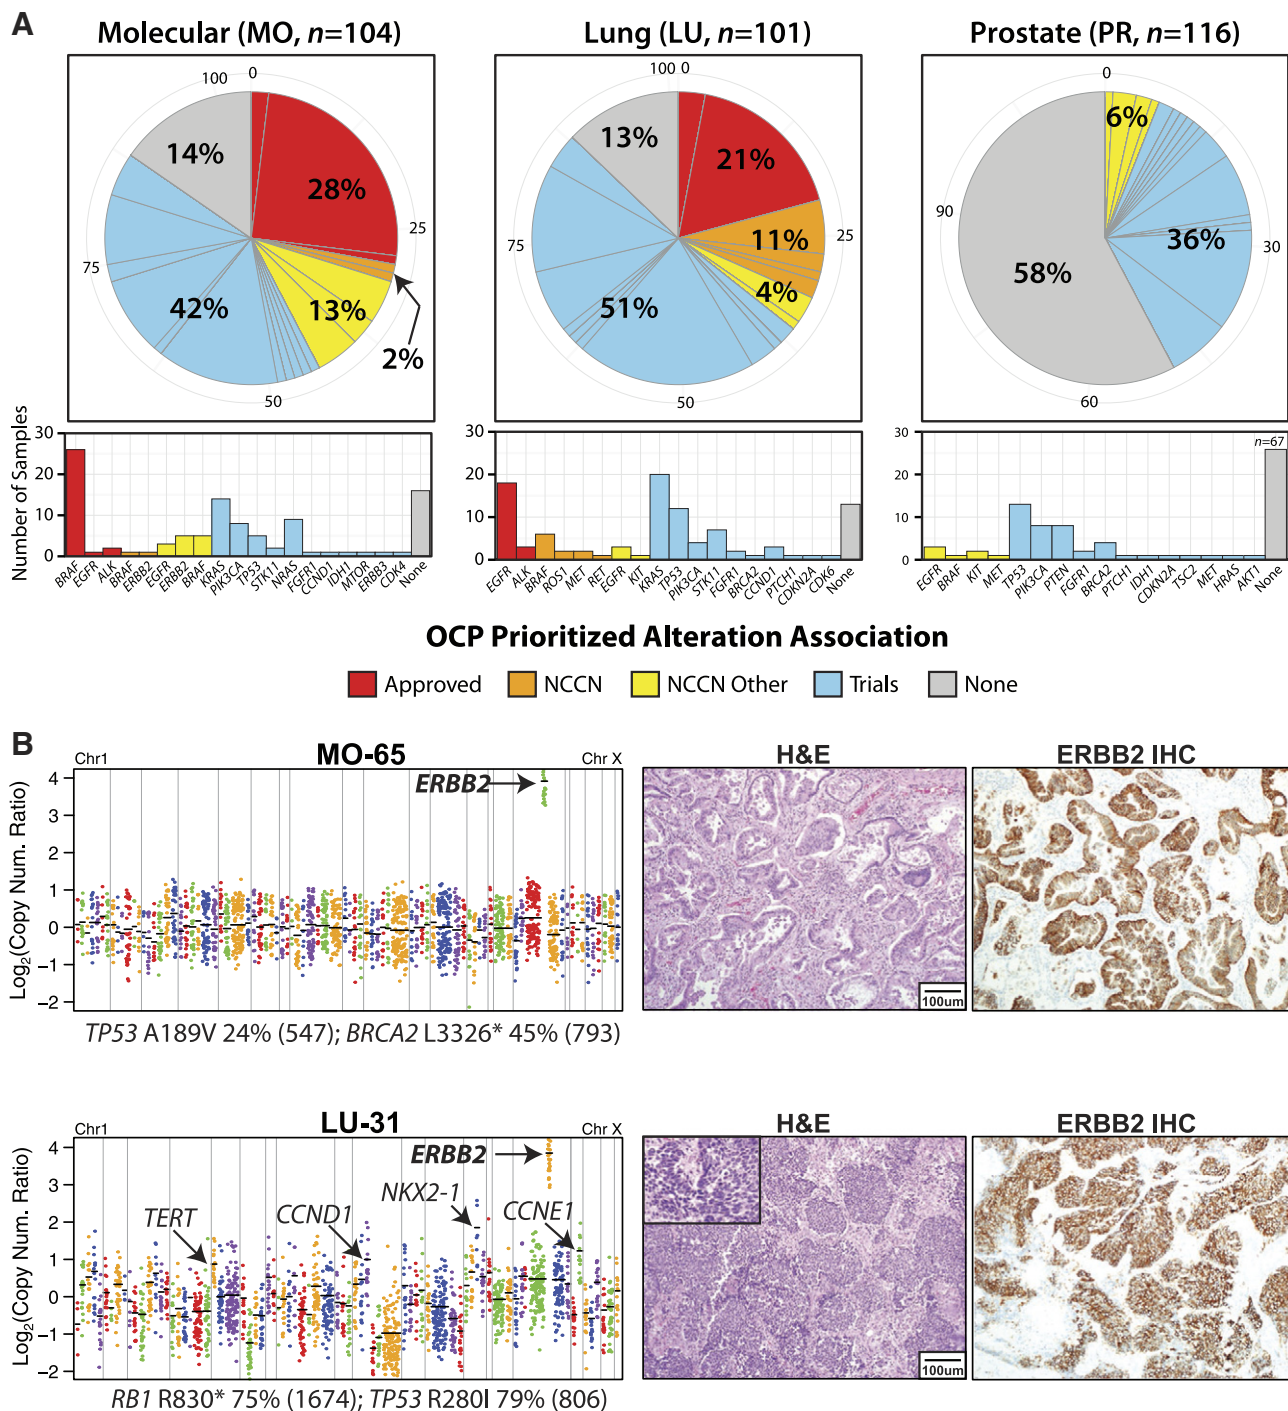 A
Molecular (MO, n=104)
Lung (LU, n=101)
Prostate (PR, n=116)
100 0
25
50
75
14%
28%
42%
13%
2%
100 0
25
50
75
13%
21%
11%
4%
51%
0
30
60
90
6%
36%
58%
Number of Samples
30
20
10
0
BRAF EGFR ALK BRAF ERBB2 EGFR ERBB2 BRAF KRAS PIK3CA TP53 STK11 NRAS FGFR1 CCND1 IDH1 MTOR ERBB3 CDK4 None
30
20
10
0
EGFR ALK BRAF ROS1 MET RET EGFR KIT KRAS TP53 PIK3CA STK11 FGFR1 BRCA2 CCND1 PTCH1 CDKN2A CDK6 None
30
20
10
0
n=67
EGFR BRAF KIT MET TP53 PIK3CA PTEN FGFR1 BRCA2 PTCH1 IDH1 CDKN2A TSC2 MET HRAS AKT1 None
OCP Prioritized Alteration Association
Approved NCCN NCCN Other Trials None
B
Chr1 MO-65 Chr X
H&E
ERBB2 IHC
Log2(Copy Num. Ratio)
4
3
2
1
0
−1
−2
ERBB2
100um
TP53 A189V 24% (547); BRCA2 L3326* 45% (793)
Chr1 LU-31 Chr X
H&E
ERBB2 IHC
Log2(Copy Num. Ratio)
4
3
2
1
0
−1
−2
ERBB2
NKX2-1
TERT
CCND1
CCNE1
100um
RB1 R830* 75% (1674); TP53 R280I 79% (806)